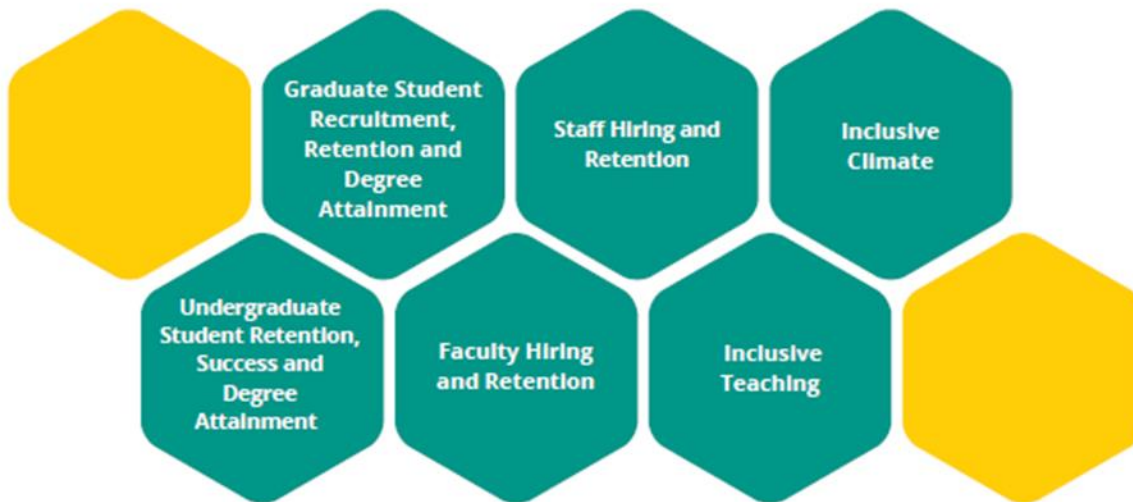 Graduate Student
Recruitment,
Retention and
Degree
Attainment
Staff Hiring and
Retention
Inclusive
Climate
Undergraduate
Student Retention,
Success and
Degree
Attainment
Faculty Hiring
and Retention
Inclusive
Teaching